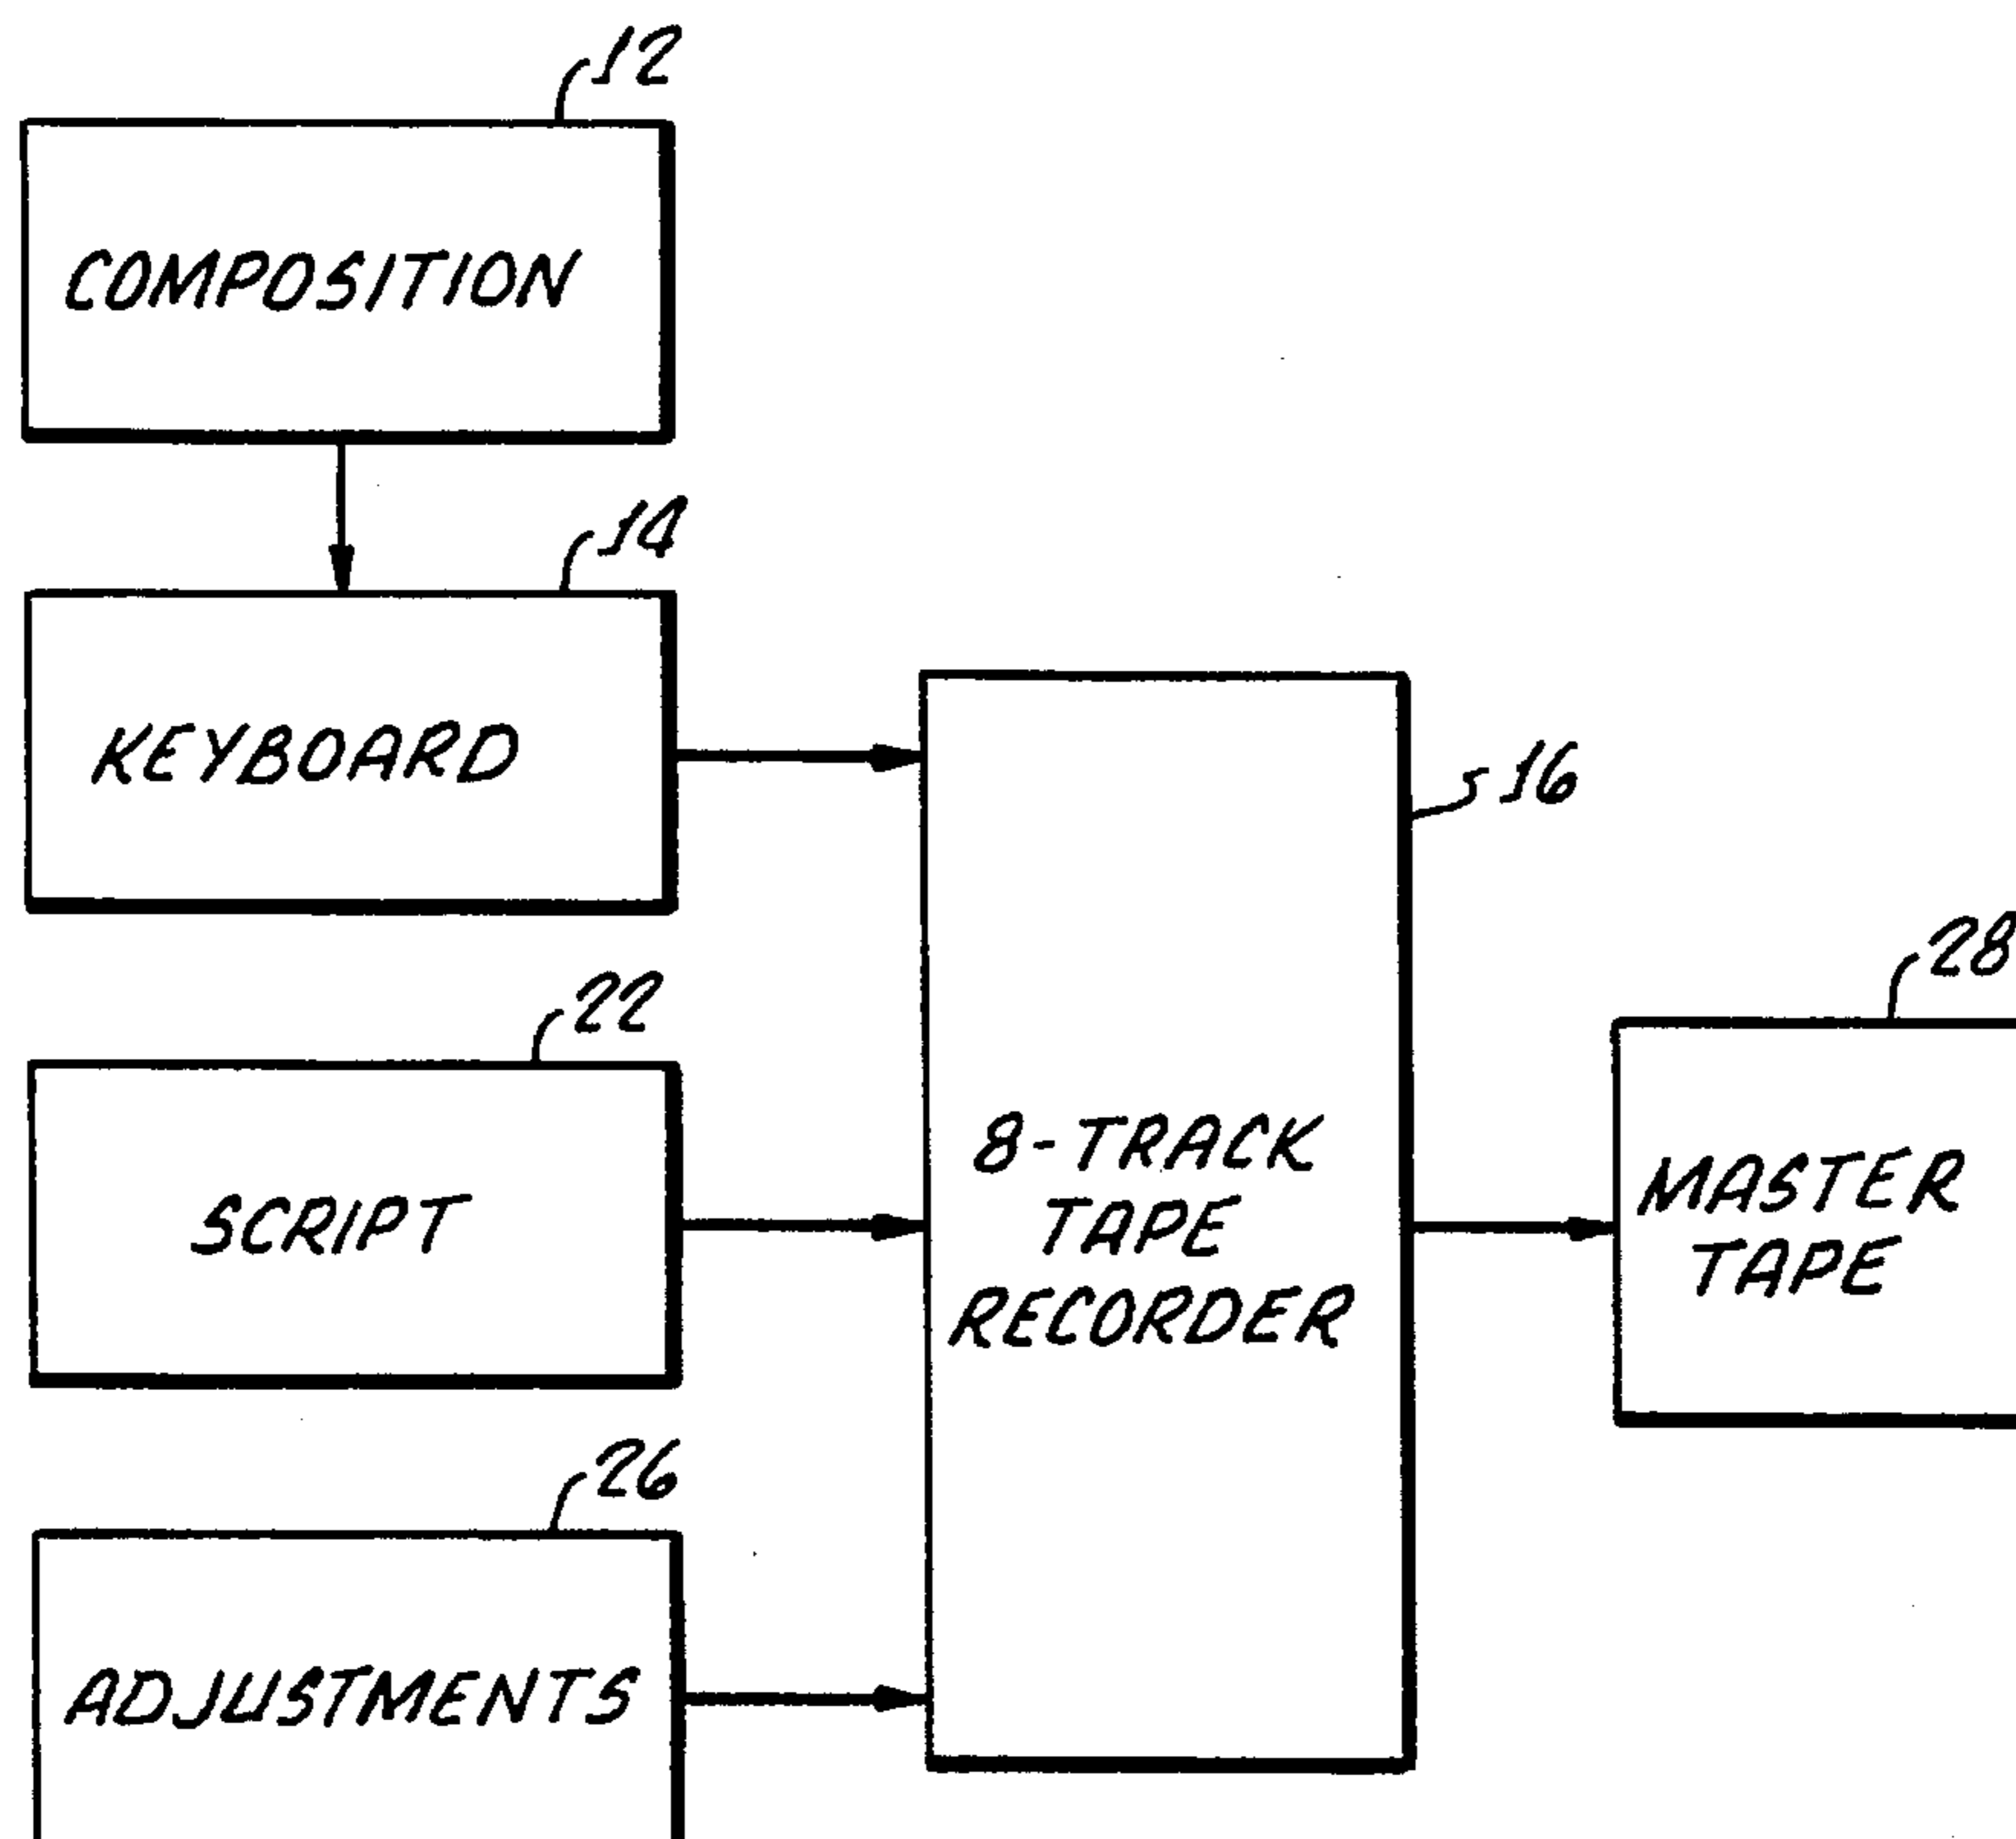 12
COMPOSITION
14
KEYBOARD
16
22
SCRIPT
8-TRACK
TAPE
RECORDER
28
MASTER
TAPE
26
ADJUSTMENTS